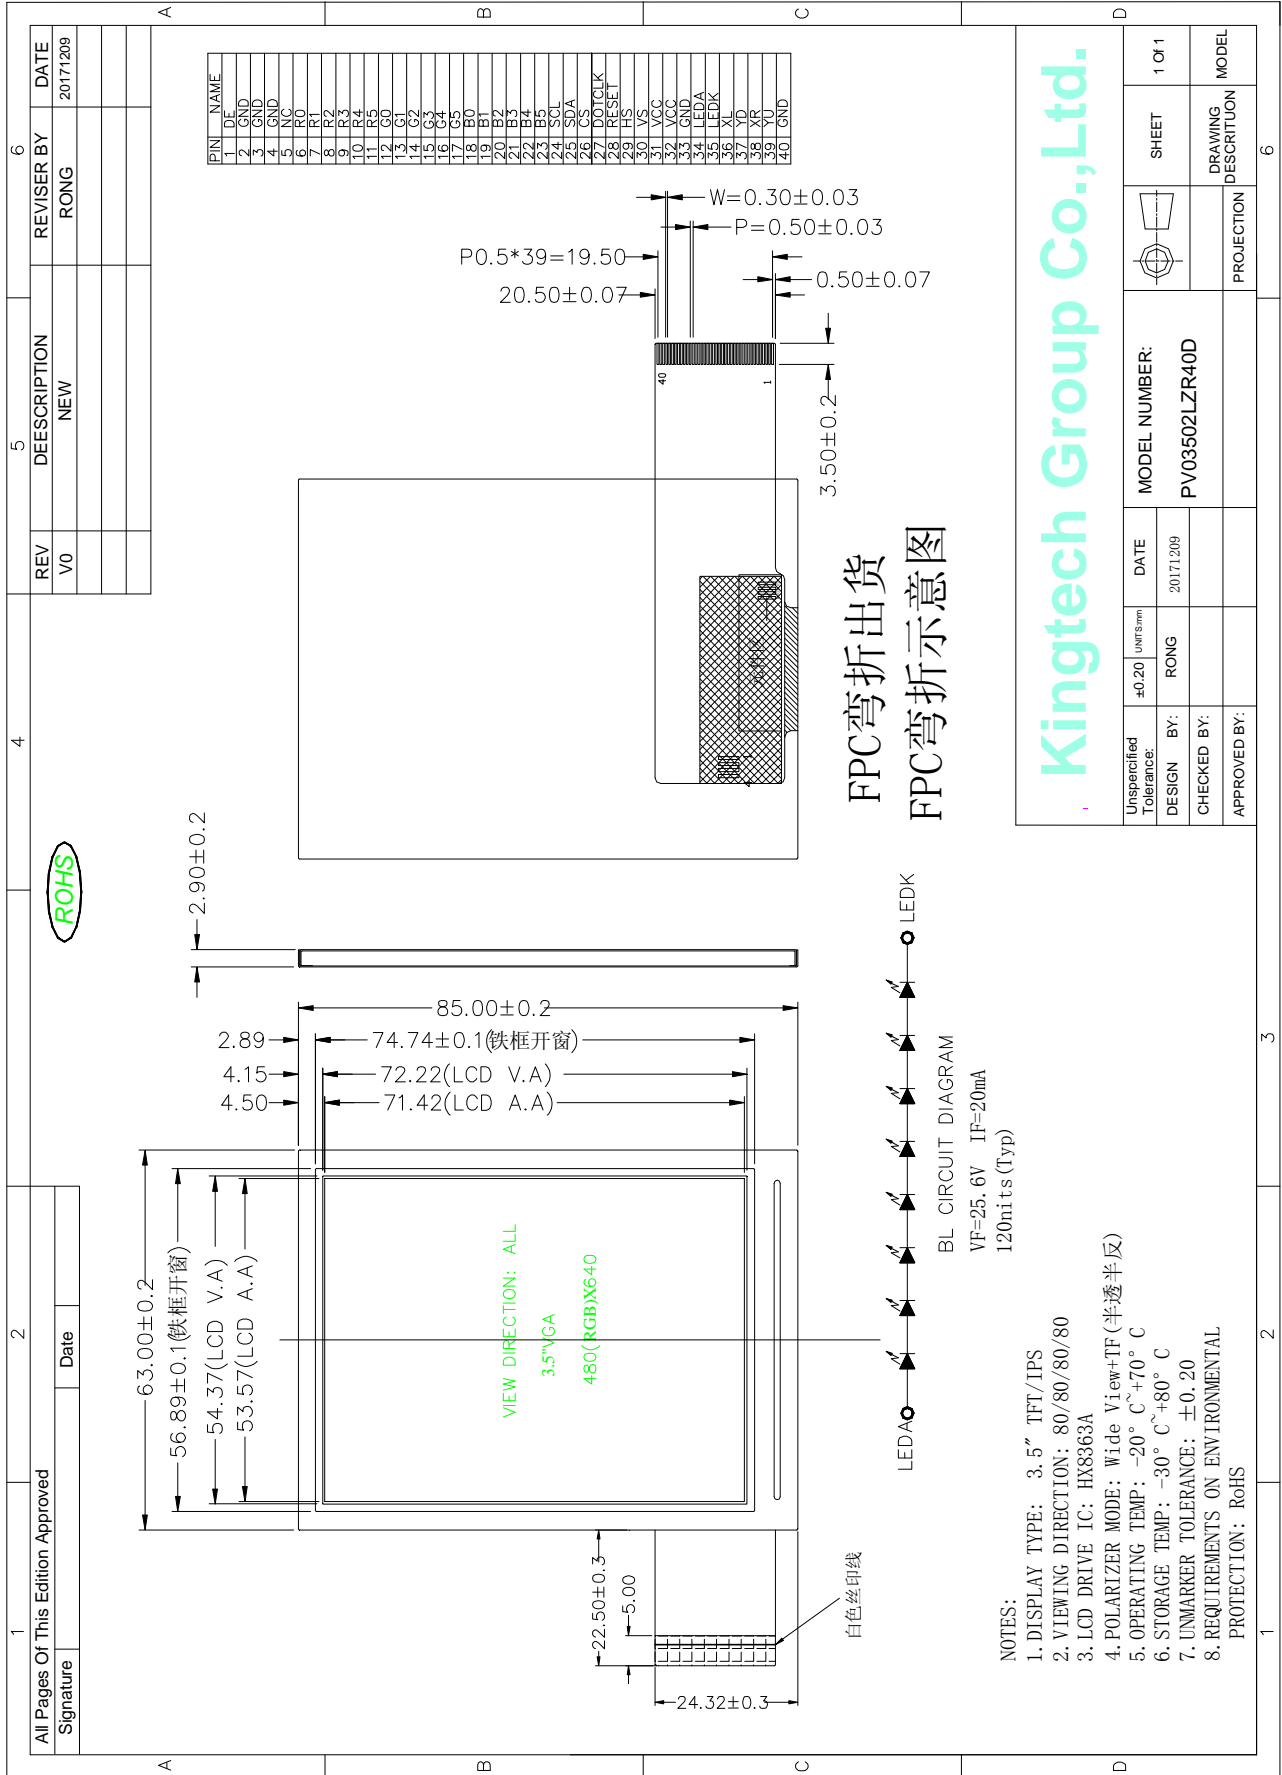 1
2
3
4
5
6
All Pages Of This Edition Approved
Signature
Date
REV
DEESCRIPTION
REVISER BY
DATE
V0
NEW
RONG
20171209
ROHS
A
B
C
D
A
B
C
D
PIN NAME
1 DE
2 GND
3 GND
4 GND
5 NC
6 R0
7 R1
8 R2
9 R3
10 R4
11 R5
12 G0
13 G1
14 G2
15 G3
16 G4
17 G5
18 B0
19 B1
20 B2
21 B3
22 B4
23 B5
24 SCL
25 SDA
26 CS
27 DOTCLK
28 RESET
29 HS
30 VS
31 VCC
32 VCC
33 GND
34 LEDA
35 LEDK
36 XL
37 YD
38 XR
39 YU
40 GND
63.00±0.2
56.89±0.1(铁框开窗)
54.37(LCD V.A)
53.57(LCD A.A)
2.89
4.15
4.50
85.00±0.2
74.74±0.1(铁框开窗)
72.22(LCD V.A)
71.42(LCD A.A)
2.90±0.2
VIEW DIRECTION: ALL
3.5"VGA
480(RGB)X640
22.50±0.3
5.00
24.32±0.3
白色丝印线
W=0.30±0.03
P=0.50±0.03
P0.5*39=19.50
20.50±0.07
0.50±0.07
3.50±0.2
40
1
FPC弯折出货
FPC弯折示意图
LEDA
LEDK
BL CIRCUIT DIAGRAM
VF=25.6V IF=20mA
120nits(Typ)
NOTES:
1. DISPLAY TYPE: 3.5″ TFT/IPS
2. VIEWING DIRECTION: 80/80/80/80
3. LCD DRIVE IC: HX8363A
4. POLARIZER MODE: Wide View+TF(半透半反)
5. OPERATING TEMP: -20° C~+70° C
6. STORAGE TEMP: -30° C~+80° C
7. UNMARKER TOLERANCE: ±0.20
8. REQUIREMENTS ON ENVIRONMENTAL
PROTECTION: RoHS
Kingtech Group Co.,Ltd.
Unspercified
Tolerance:
±0.20
UNITS:mm
DATE
MODEL NUMBER:
SHEET
1 Of 1
DESIGN BY:
RONG
20171209
PV03502LZR40D
CHECKED BY:
DRAWING
DESCRITUON
MODEL
APPROVED BY:
PROJECTION
1
2
3
6